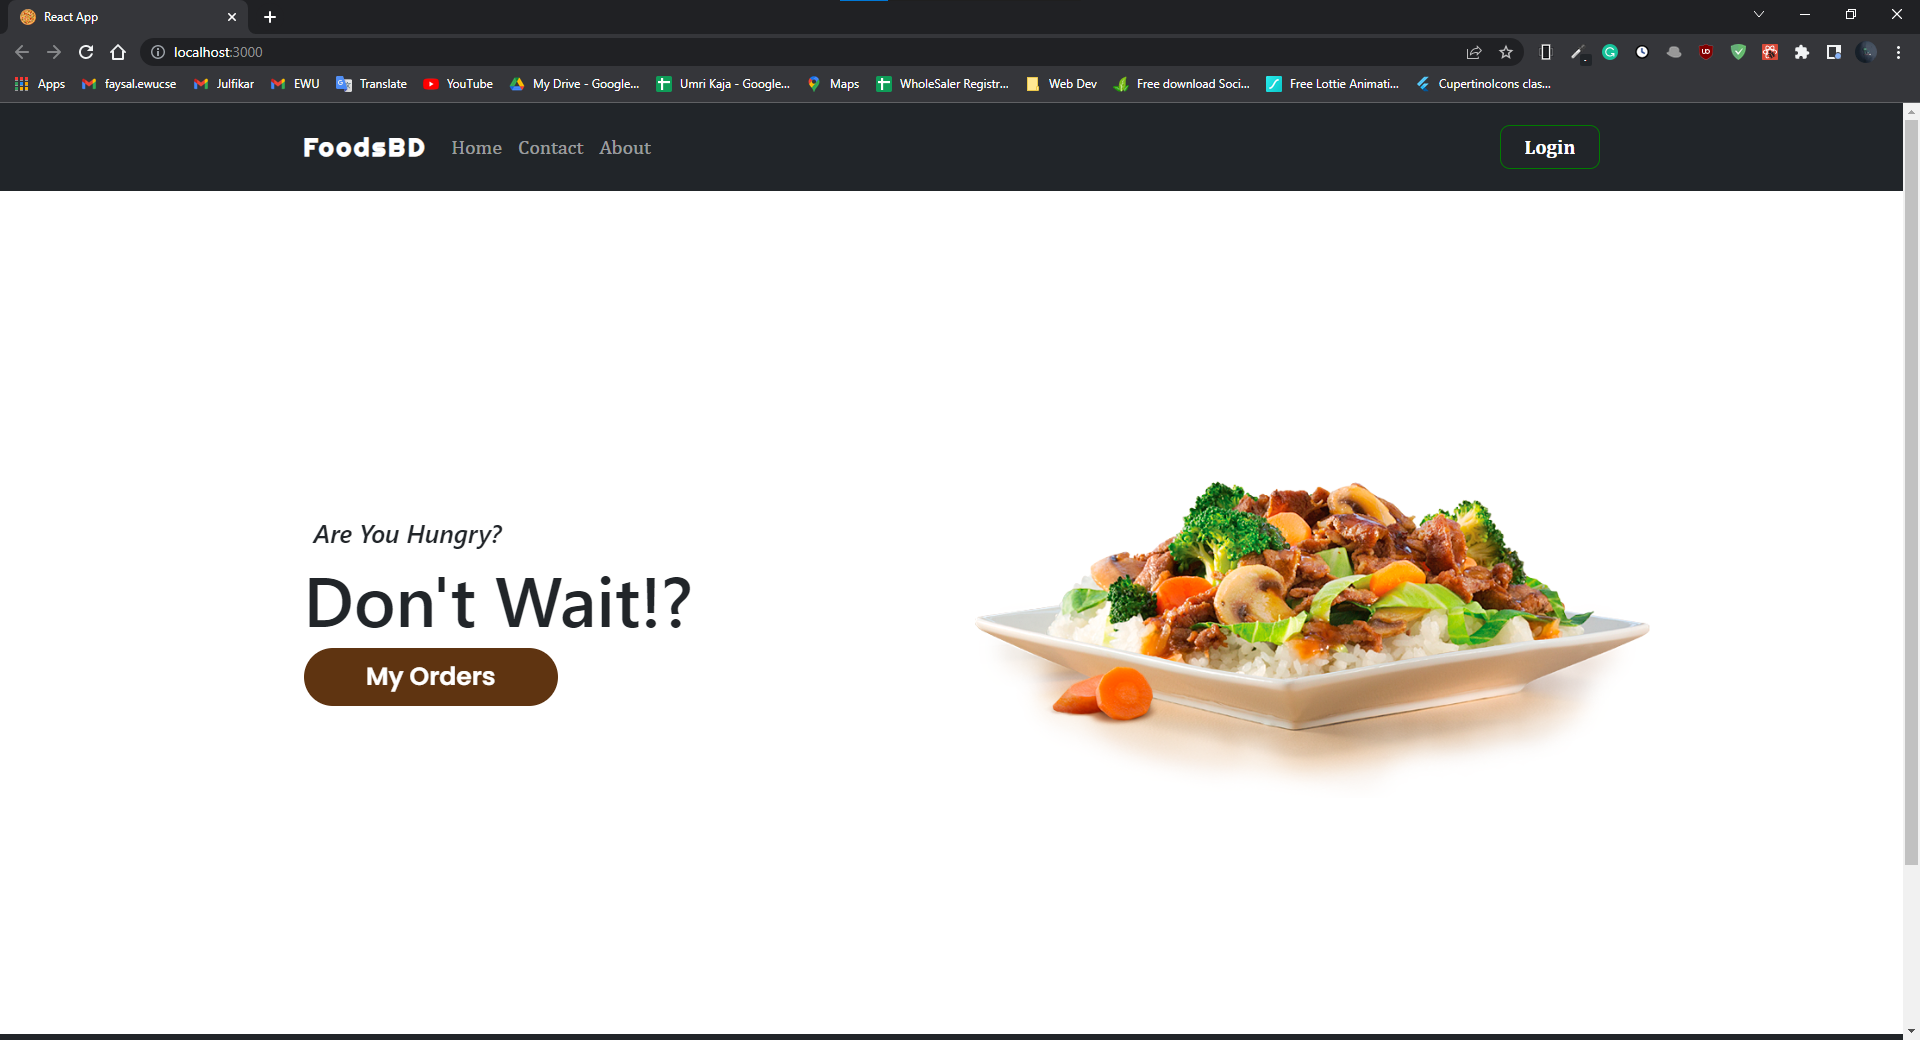 React App
localhost:3000
Apps faysal.ewucse Julfikar EWU Translate YouTube My Drive - Google... Umri Kaja - Google... Maps WholeSaler Registr... Web Dev Free download Soci... Free Lottie Animati... CupertinoIcons clas...
FoodsBD Home Contact About Login
Are You Hungry?
Don't Wait!?
My Orders